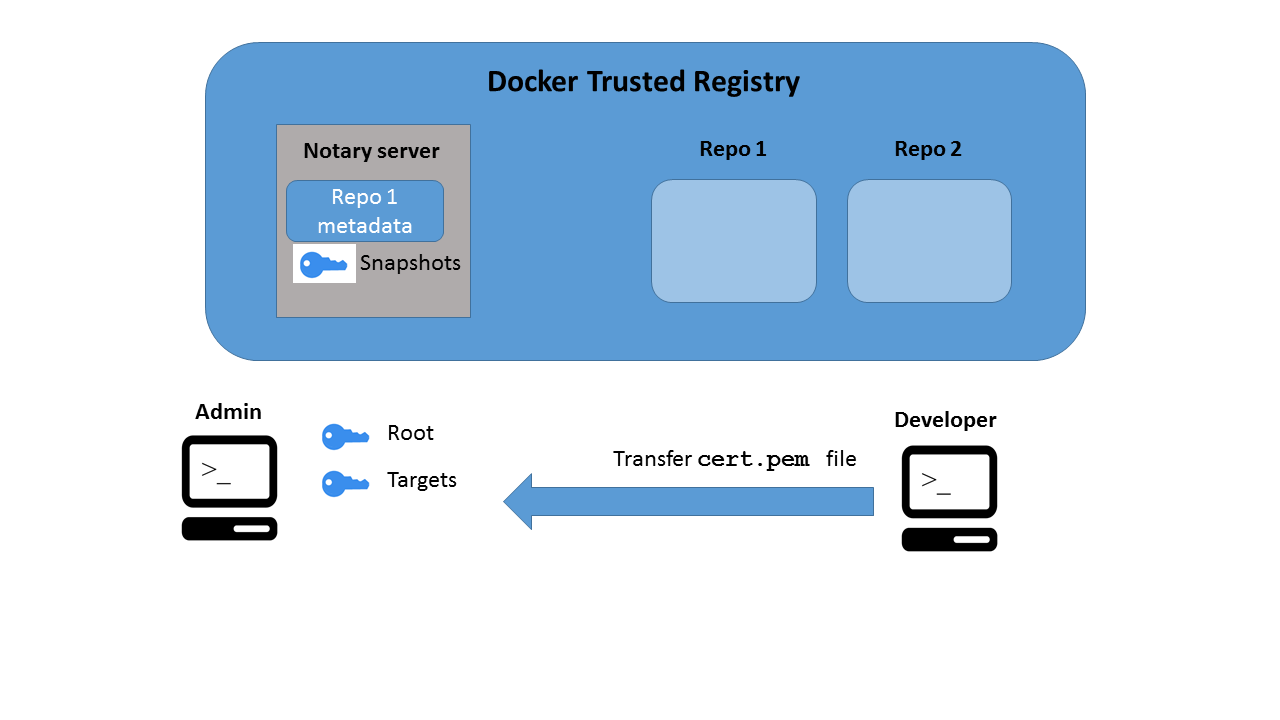 Docker Trusted Registry
Notary server
Repo 1
metadata
Snapshots
Repo 1
Repo 2
Admin
>_
Root
Targets
Transfer cert.pem file
Developer
>_